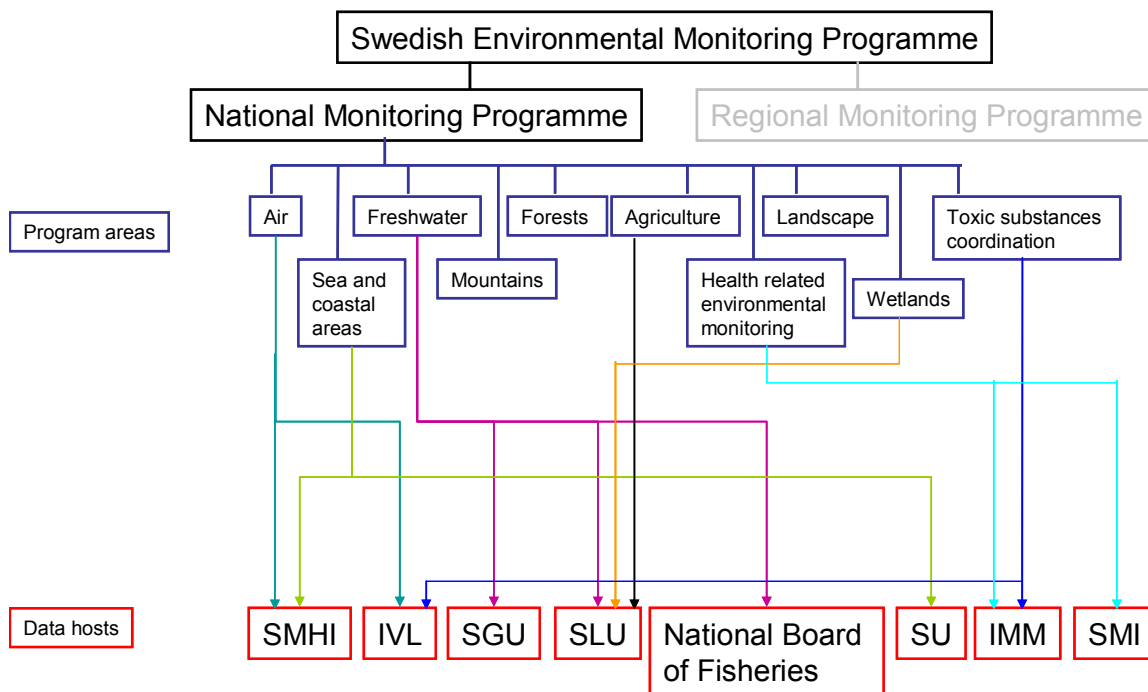 Swedish Environmental Monitoring Programme
National Monitoring Programme
Regional Monitoring Programme
Program areas
Air
Freshwater
Forests
Agriculture
Landscape
Toxic substances
coordination
Sea and
coastal
areas
Mountains
Health related
environmental
monitoring
Wetlands
Data hosts
SMHI
IVL
SGU
SLU
National Board
of Fisheries
SU
IMM
SMI